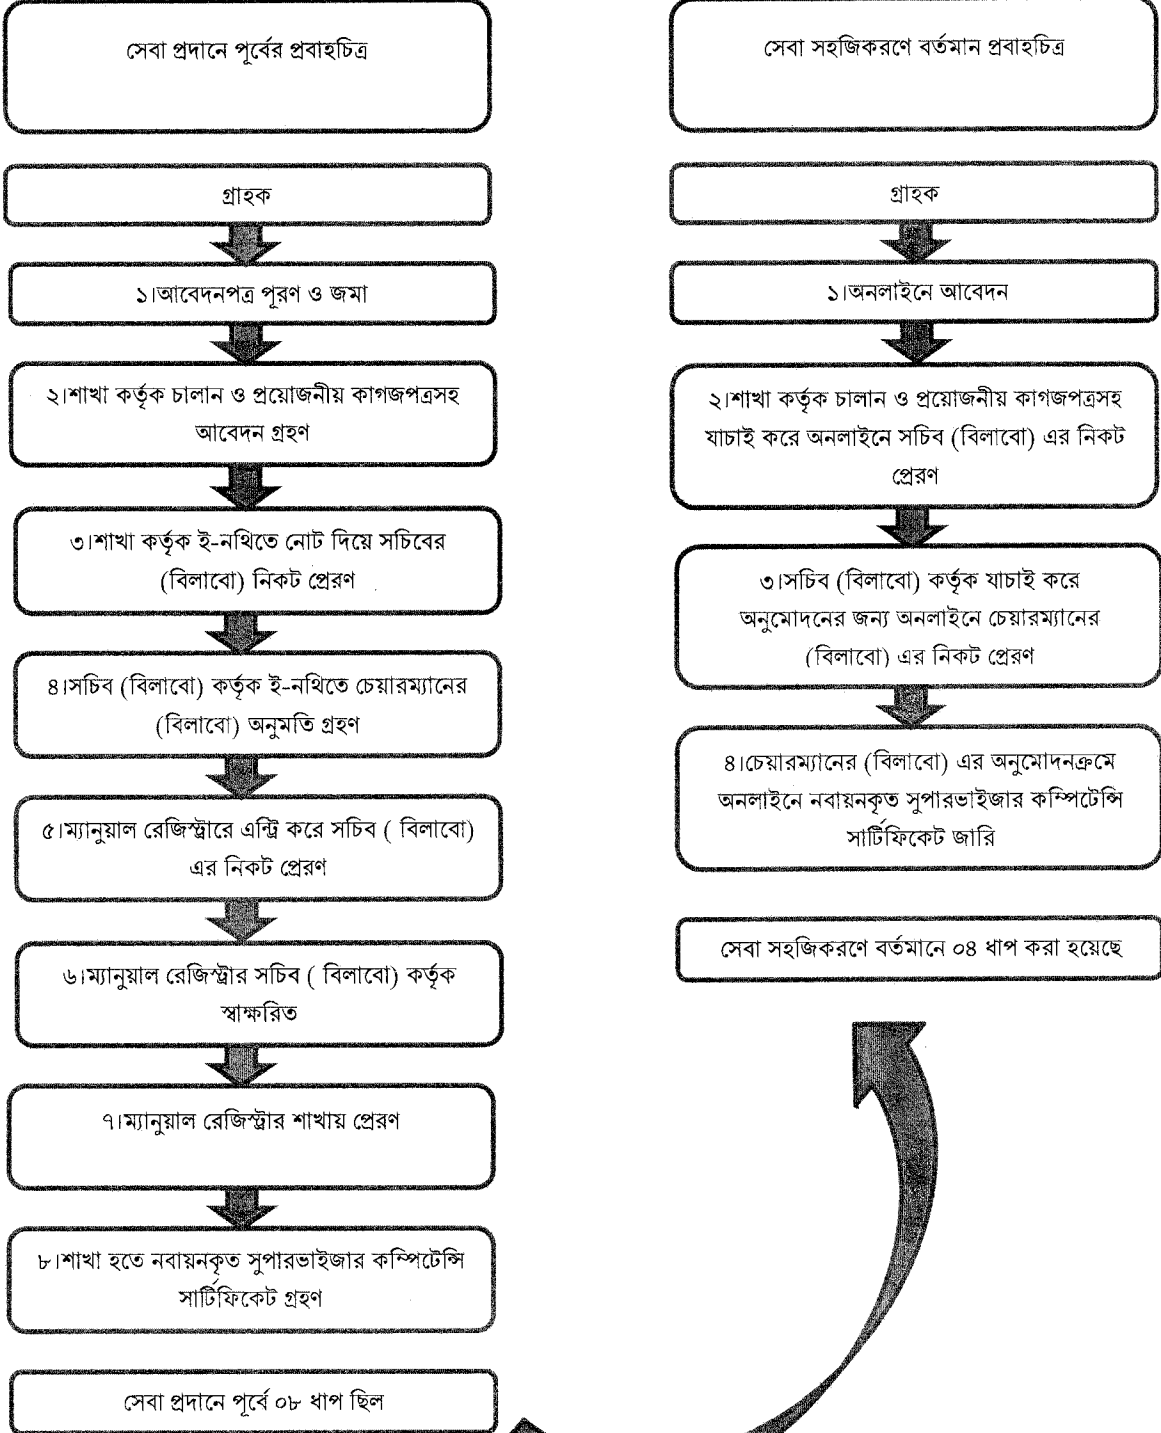 সেবা প্রদানে পূর্বের প্রবাহচিত্র
গ্রাহক
১।আবেদনপত্র পূরণ ও জমা
২।শাখা কর্তৃক চালান ও প্রয়োজনীয় কাগজপত্রসহ
আবেদন গ্রহণ
৩।শাখা কর্তৃক ই-নথিতে নোট দিয়ে সচিবের
(বিলাবো) নিকট প্রেরণ
৪।সচিব (বিলাবো) কর্তৃক ই-নথিতে চেয়ারম্যানের
(বিলাবো) অনুমতি গ্রহণ
৫।ম্যানুয়াল রেজিস্ট্রারে এন্ট্রি করে সচিব ( বিলাবো)
এর নিকট প্রেরণ
৬।ম্যানুয়াল রেজিস্ট্রার সচিব ( বিলাবো) কর্তৃক
স্বাক্ষরিত
৭।ম্যানুয়াল রেজিস্ট্রার শাখায় প্রেরণ
৮।শাখা হতে নবায়নকৃত সুপারভাইজার কম্পিটেন্সি
সার্টিফিকেট গ্রহণ
সেবা প্রদানে পূর্বে ০৮ ধাপ ছিল
সেবা সহজিকরণে বর্তমান প্রবাহচিত্র
গ্রাহক
১।অনলাইনে আবেদন
২।শাখা কর্তৃক চালান ও প্রয়োজনীয় কাগজপত্রসহ
যাচাই করে অনলাইনে সচিব (বিলাবো) এর নিকট
প্রেরণ
৩।সচিব (বিলাবো) কর্তৃক যাচাই করে
অনুমোদনের জন্য অনলাইনে চেয়ারম্যানের
(বিলাবো) এর নিকট প্রেরণ
৪।চেয়ারম্যানের (বিলাবো) এর অনুমোদনক্রমে
অনলাইনে নবায়নকৃত সুপারভাইজার কম্পিটেন্সি
সার্টিফিকেট জারি
সেবা সহজিকরণে বর্তমানে ০৪ ধাপ করা হয়েছে